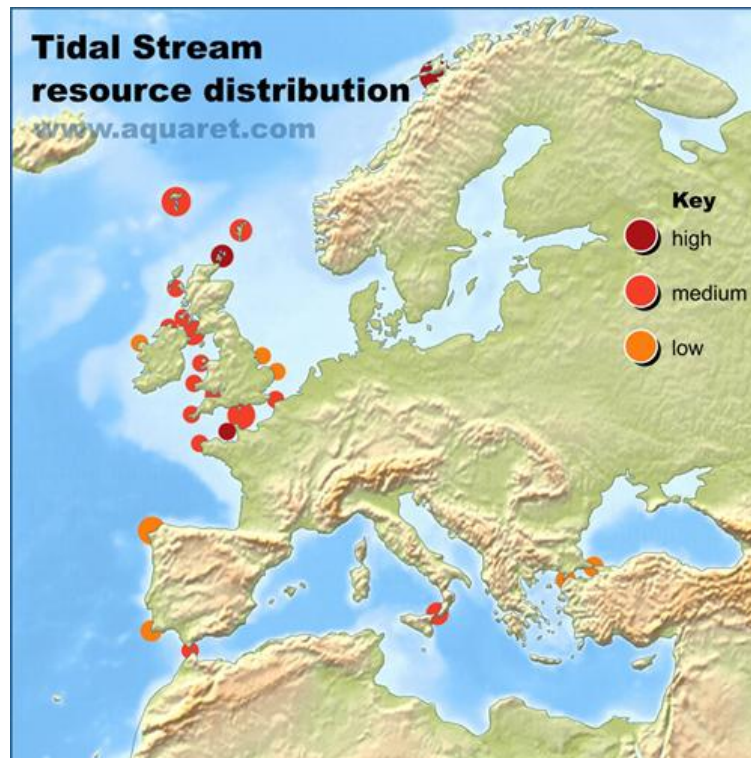 Tidal Stream
resource distribution
www.aquaret.com
Key
high
medium
low